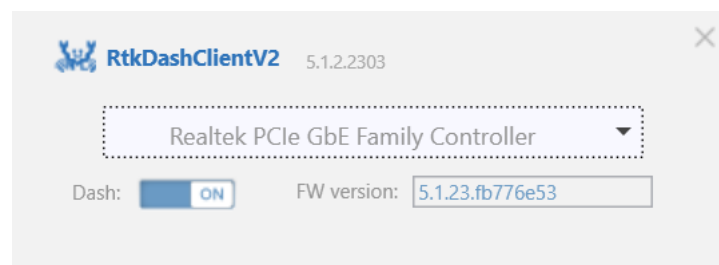 RtkDashClientV2 5.1.2.2303
Realtek PCIe GbE Family Controller
Dash: ON FW version: 5.1.23.fb776e53